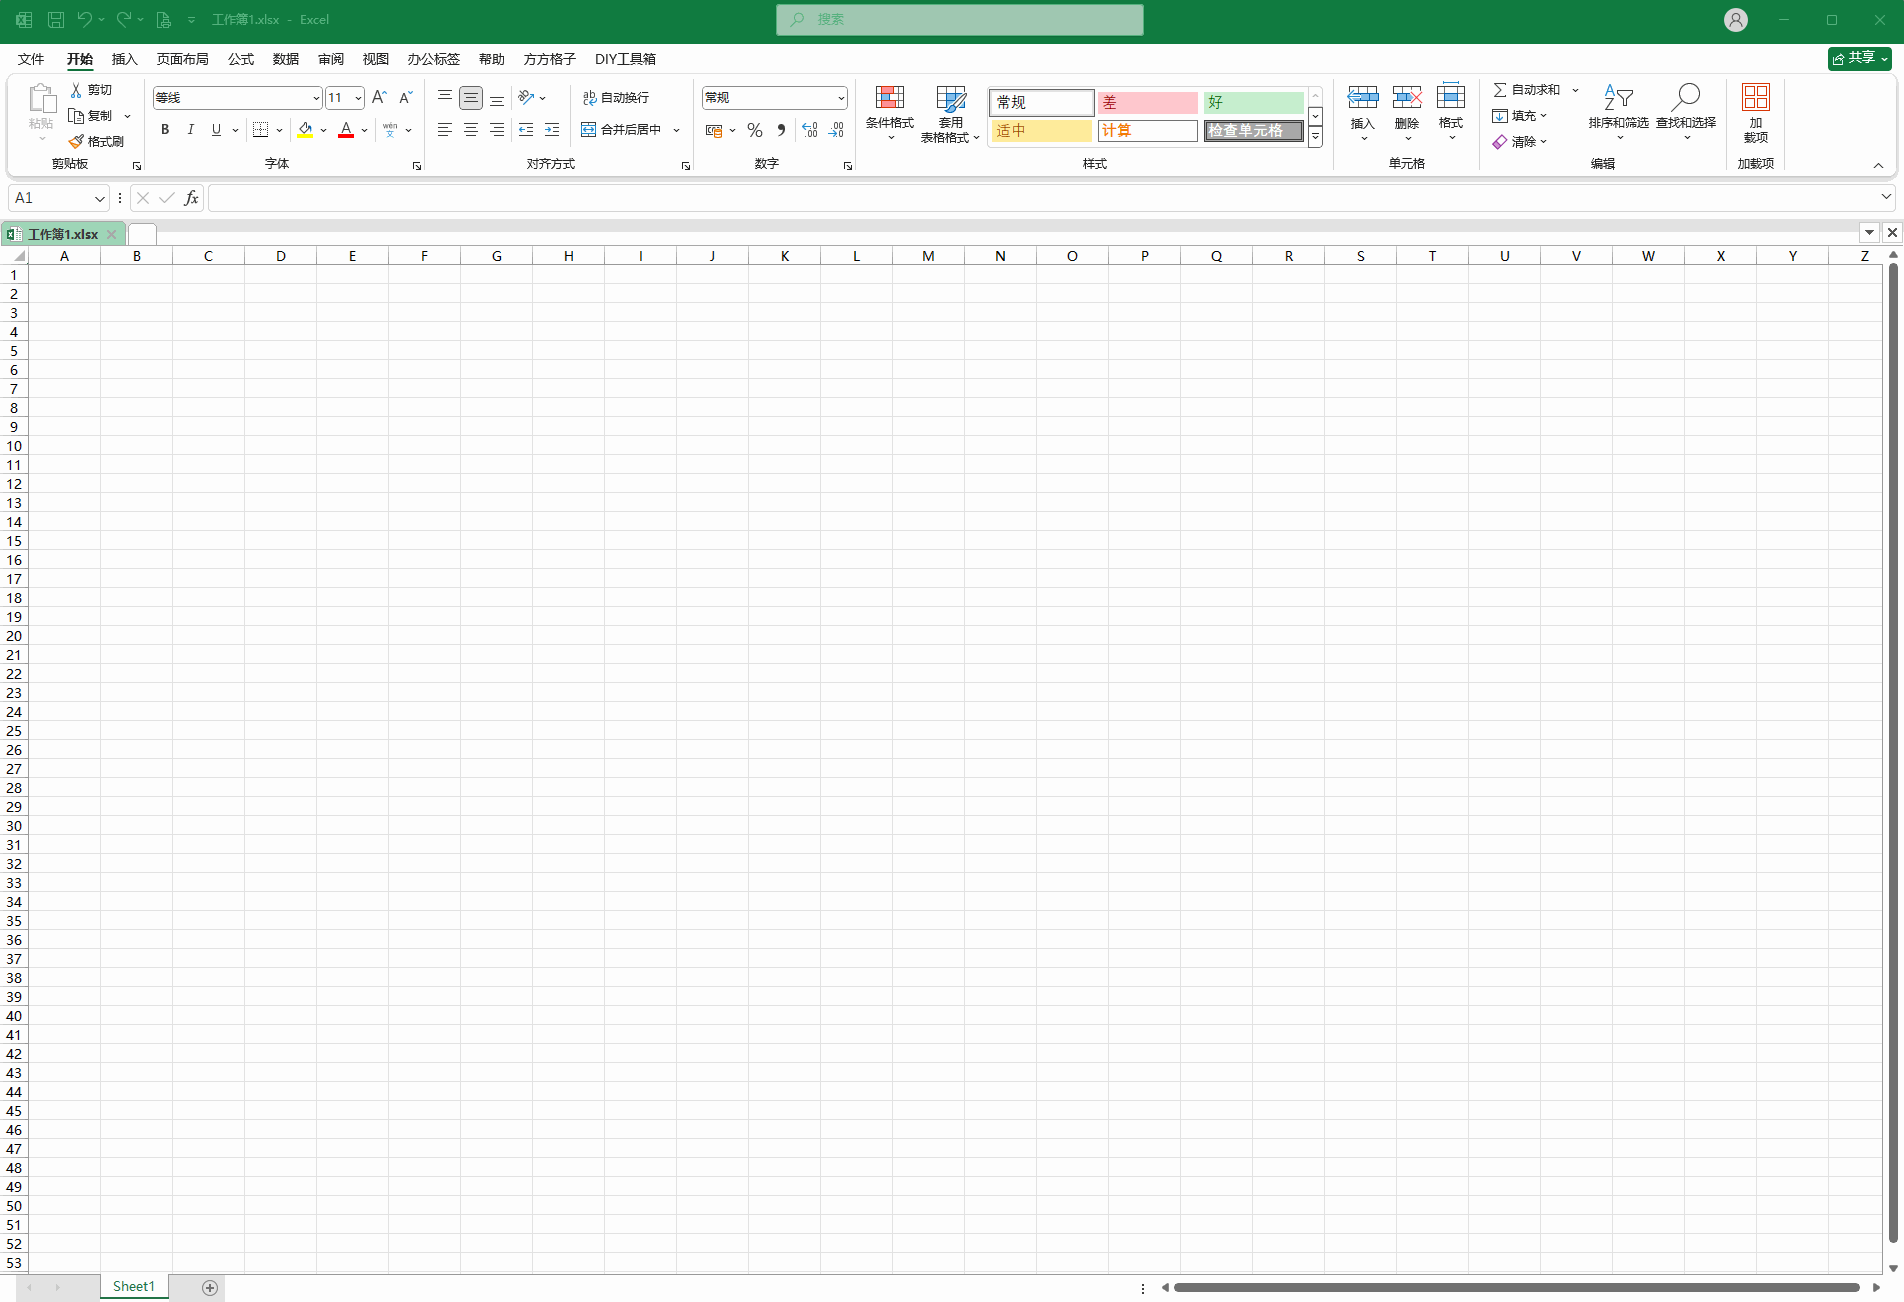 工作簿1.xlsx - Excel
搜索
文件 开始 插入 页面布局 公式 数据 审阅 视图 办公标签 帮助 方方格子 DIY工具箱 共享
粘贴 剪切
复制
格式刷
剪贴板
等线 11 A A
B I U A wén 文
字体
ab 自动换行
合并后居中
对齐方式
常规
% .00 .00
数字
条件格式 套用
表格格式
常规 差 好
适中 计算 检查单元格
样式
插入 删除 格式
单元格
自动求和
填充
清除
排序和筛选 查找和选择
编辑
加
载项
加载项
A1 fx
工作簿1.xlsx
A B C D E F G H I J K L M N O P Q R S T U V W X Y Z
1
2
3
4
5
6
7
8
9
10
11
12
13
14
15
16
17
18
19
20
21
22
23
24
25
26
27
28
29
30
31
32
33
34
35
36
37
38
39
40
41
42
43
44
45
46
47
48
49
50
51
52
53
Sheet1